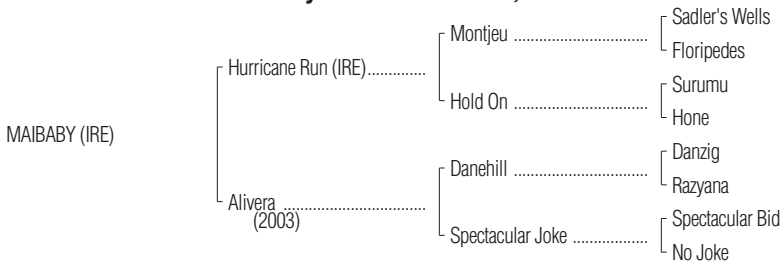 Sadler's Wells
Montjeu ................................
Floripedes
Hurricane Run (IRE)..............
Surumu
Hold On ................................
Hone
MAIBABY (IRE)
Danzig
Danehill ................................
Razyana
Alivera ..................................
(2003)
Spectacular Bid
Spectacular Joke ..................
No Joke